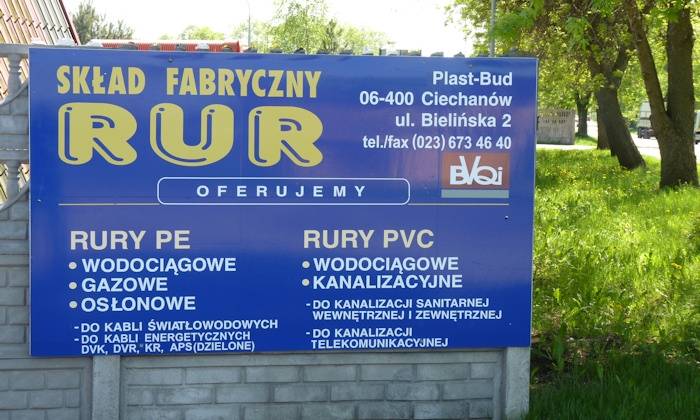 SKŁAD FABRYCZNY
RUR
Plast-Bud
06-400 Ciechanów
ul. Bielińska 2
tel./fax (023) 673 46 40
BVQi
OFERUJEMY
RURY PE
• WODOCIĄGOWE
• GAZOWE
• OSŁONOWE
- DO KABLI ŚWIATŁOWODOWYCH
- DO KABLI ENERGETYCZNYCH
DVK, DVR, KR, APS(DZIELONE)
RURY PVC
• WODOCIĄGOWE
• KANALIZACYJNE
- DO KANALIZACJI SANITARNEJ
WEWNĘTRZNEJ I ZEWNĘTRZNEJ
- DO KANALIZACJI
TELEKOMUNIKACYJNEJ